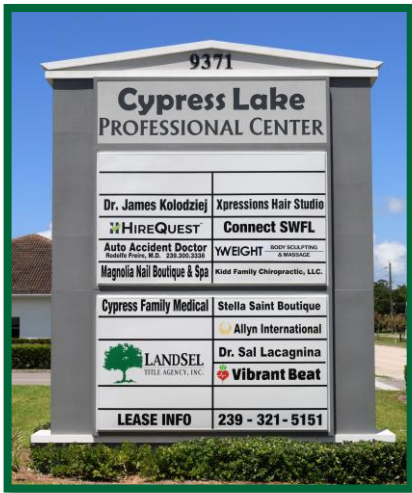 9371
Cypress Lake
PROFESSIONAL CENTER
Dr. James Kolodziej
Xpressions Hair Studio
HIREQUEST
Connect SWFL
Auto Accident Doctor
Rodolfo Freire, M.D. 239.300.3338
YWEIGHT
BODY SCULPTING
& MASSAGE
Magnolia Nail Boutique & Spa
Kidd Family Chiropractic, LLC.
Cypress Family Medical
Stella Saint Boutique
Allyn International
LANDSEL
TITLE AGENCY, INC.
Dr. Sal Lacagnina
Vibrant Beat
LEASE INFO
239 - 321 - 5151